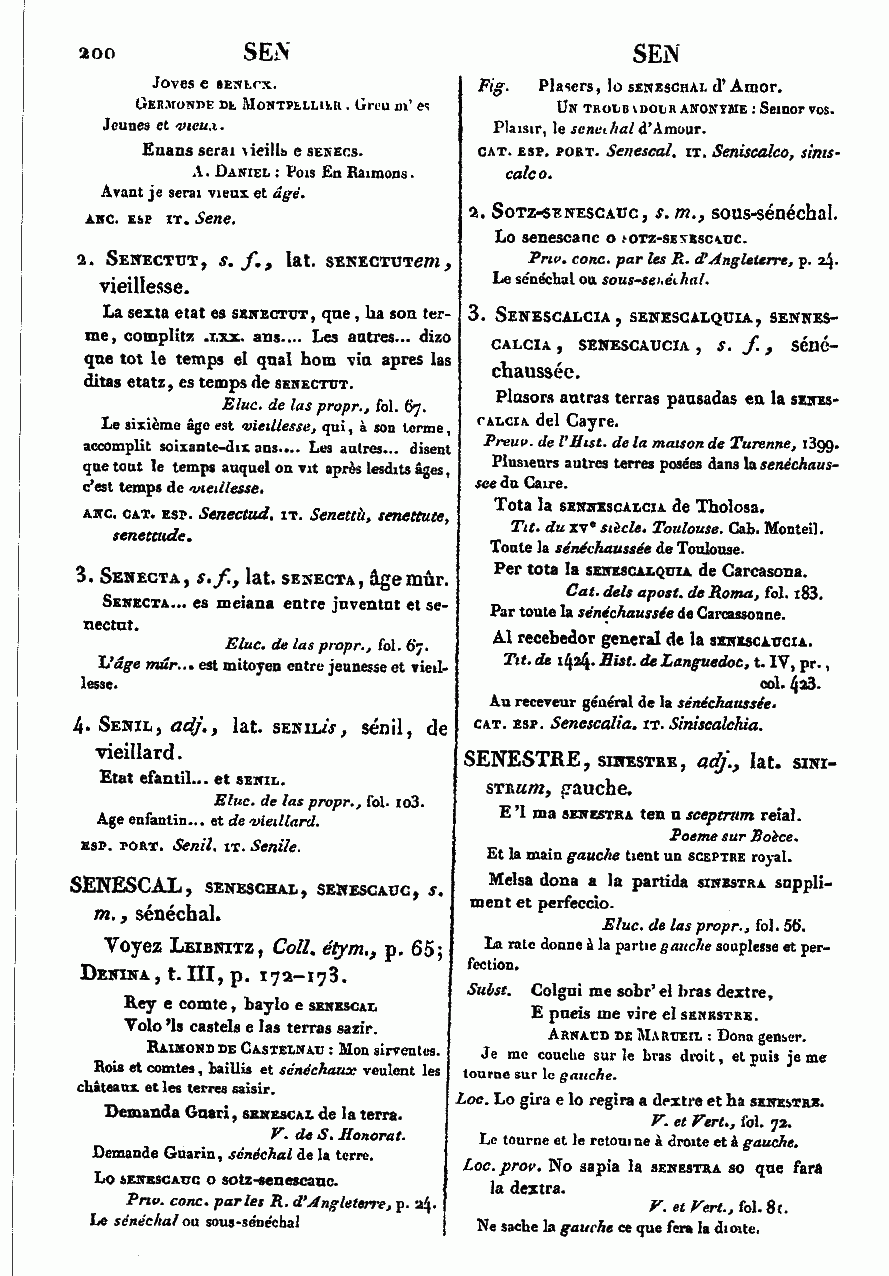 200 SEN SEN
Joves e SENECX.
GERMONDE DE MONTPELLIER. Greu m'es
Jeunes et vieux.
Enans serai vieills e SENECS.
A. DANIEL : Pois En Raimons.
Avant je serai vieux et âgé.
ANC. ESP. IT. Sene.
2. SENECTUT, s. f., lat. SENECTUTem,
vieillesse.
La sexta etat es SENECTUT, que, ha son ter-
me, complitz .LXX. ans.... Les autres... dizo
que tot le temps el qual hom viu apres las
ditas etatz, es temps de SENECTUT.
Eluc. de las propr., fol. 67.
Le sixième âge est vieillesse, qui, à son terme,
accomplit soixante-dix ans.... Les autres... disent
que tout le temps auquel on vit après lesdits âges,
c'est temps de vieillesse.
ANC. CAT. ESP. Senectud. IT. Senettù, senettute,
senettude.
3. SENECTA, s. f., lat. SENECTA, âge mûr.
SENECTA... es meiana entre juventut et se-
nectut.
Eluc. de las propr., fol. 67.
L'âge mûr... est mitoyen entre jeunesse et vieil-
lesse.
4. SENIL, adj., lat. SENILis, sénil, de
vieillard.
Etat efantil... et SENIL.
Eluc. de las propr., fol. 103.
Age enfantin... et de vieillard.
ESP. PORT. Senil. IT. Senile.
SENESCAL, SENESCHAL, SENESCAUC, s.
m., sénéchal.
Voyez LEIBNITZ, Coll. étym., p. 65;
DENINA, t. III, p. 172-173.
Rey e comte, baylo e SENESCAL
Volo'ls castels e las terras sazir.
RAIMOND DE CASTELNAU : Mon sirventes.
Rois et comtes, baillis et sénéchaux veulent les
châteaux et les terres saisir.
Demanda Guari, SENESCAL de la terra.
V. de S. Honorat.
Demande Guarin, sénéchal de la terre.
Lo SENESCAUC o sotz-senescauc.
Priv. conc. par les R. d'Angleterre, p. 24.
Le sénéchal ou sous-sénéchal
Fig. Plasers, lo SENESCHAL d'Amor.
UN TROUBADOUR ANONYME : Seinor vos.
Plaisir, le senechal d'Amour.
CAT. ESP. PORT. Senescal. IT. Seniscalco, sinis-
calco.
2. SOTZ-SENESCAUC, s. m., sous-sénéchal.
Lo senescauc o SOTZ-SENESCAUC.
Priv. conc. par les R. d'Angleterre, p. 24.
Le sénéchal ou sous-sénéchal.
3. SENESCALCIA, SENESCALQUIA, SENNES-
CALCIA, SENESCAUCIA, s. f., séné-
chaussée.
Plusors autras terras pausadas en la SENES-
CALCIA del Cayre.
Preuv. de l'Hist. de la maison de Turenne, 1399.
Plusieurs autres terres posées dans la senéchaus-
see du Caire.
Tota la SENNESCALCIA de Tholosa.
Tit. du XVe siècle. Toulouse. Cab. Monteil.
Toute la sénéchaussée de Toulouse.
Per tota la SENESCALQUIA de Carcasona.
Cat. dels apost. de Roma, fol. 183.
Par toute la sénéchaussée de Carcassonne.
Al recebedor general de la SENESCAUCIA.
Tit. de 1424. Hist. de Languedoc, t. IV, pr.,
col. 423.
Au receveur général de la sénéchaussée.
CAT. ESP. Senescalia. IT. Siniscalchia.
SENESTRE, SINESTRE, adj., lat. SINI-
STRum, gauche.
E'l ma SENESTRA ten u sceptrum reial.
Poeme sur Boèce.
Et la main gauche tient un SCEPTRE royal.
Melsa dona a la partida SINESTRA suppli-
ment et perfeccio.
Eluc. de las propr., fol. 56.
La rate donne à la partie gauche souplesse et per-
fection.
Subst. Colgui me sobr'el bras dextre,
E pueis me vire el SENESTRE.
ARNAUD DE MARUEIL : Dona genser.
Je me couche sur le bras droit, et puis je me
tourne sur le gauche.
Loc. Lo gira e lo regira a dextre et ha SENESTRE.
V. et Vert., fol. 72.
Le tourne et le retourne à droite et à gauche.
Loc. prov. No sapia la SENESTRA so que fara
la dextra.
V. et Vert., fol. 81.
Ne sache la gauche ce que fera la droite.